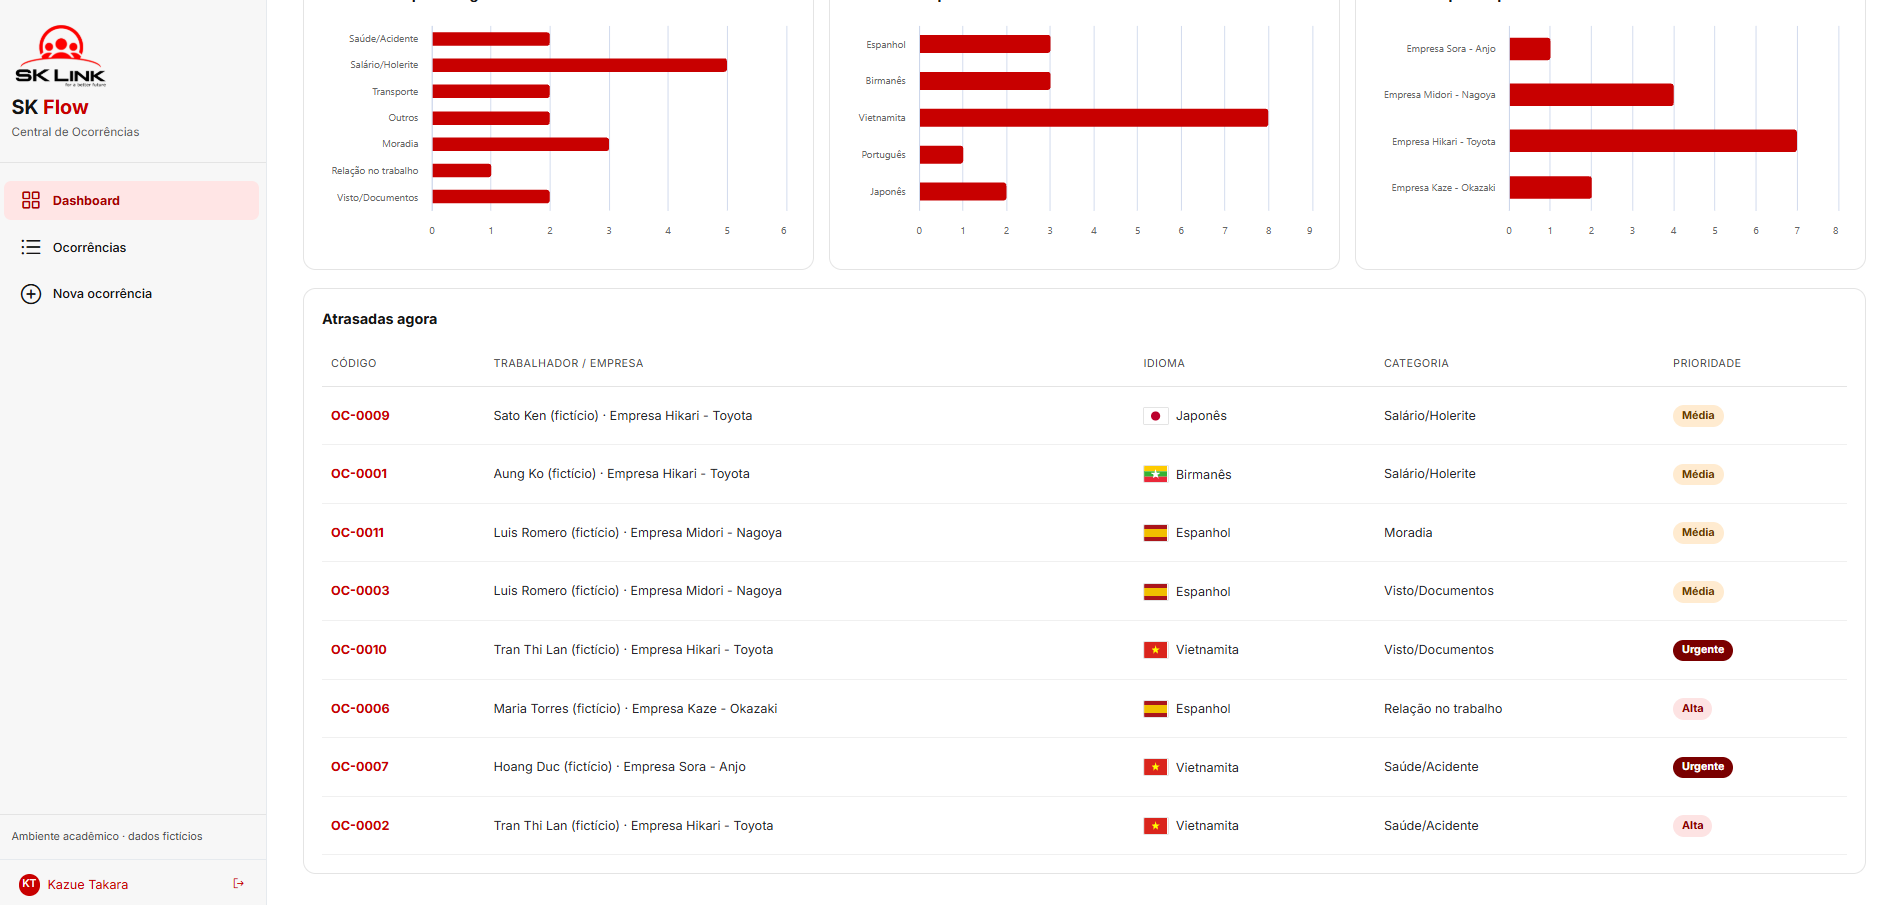 SK LINK
for a better future
SK Flow
Central de Ocorrências
Dashboard
Ocorrências
Nova ocorrência
Ambiente acadêmico · dados fictícios
KT Kazue Takara
Saúde/Acidente
Salário/Holerite
Transporte
Outros
Moradia
Relação no trabalho
Visto/Documentos
0 1 2 3 4 5 6
Espanhol
Birmanês
Vietnamita
Português
Japonês
0 1 2 3 4 5 6 7 8 9
Empresa Sora - Anjo
Empresa Midori - Nagoya
Empresa Hikari - Toyota
Empresa Kaze - Okazaki
0 1 2 3 4 5 6 7 8
Atrasadas agora
CÓDIGO TRABALHADOR / EMPRESA IDIOMA CATEGORIA PRIORIDADE
OC-0009 Sato Ken (fictício) · Empresa Hikari - Toyota Japonês Salário/Holerite Média
OC-0001 Aung Ko (fictício) · Empresa Hikari - Toyota Birmanês Salário/Holerite Média
OC-0011 Luis Romero (fictício) · Empresa Midori - Nagoya Espanhol Moradia Média
OC-0003 Luis Romero (fictício) · Empresa Midori - Nagoya Espanhol Visto/Documentos Média
OC-0010 Tran Thi Lan (fictício) · Empresa Hikari - Toyota Vietnamita Visto/Documentos Urgente
OC-0006 Maria Torres (fictício) · Empresa Kaze - Okazaki Espanhol Relação no trabalho Alta
OC-0007 Hoang Duc (fictício) · Empresa Sora - Anjo Vietnamita Saúde/Acidente Urgente
OC-0002 Tran Thi Lan (fictício) · Empresa Hikari - Toyota Vietnamita Saúde/Acidente Alta